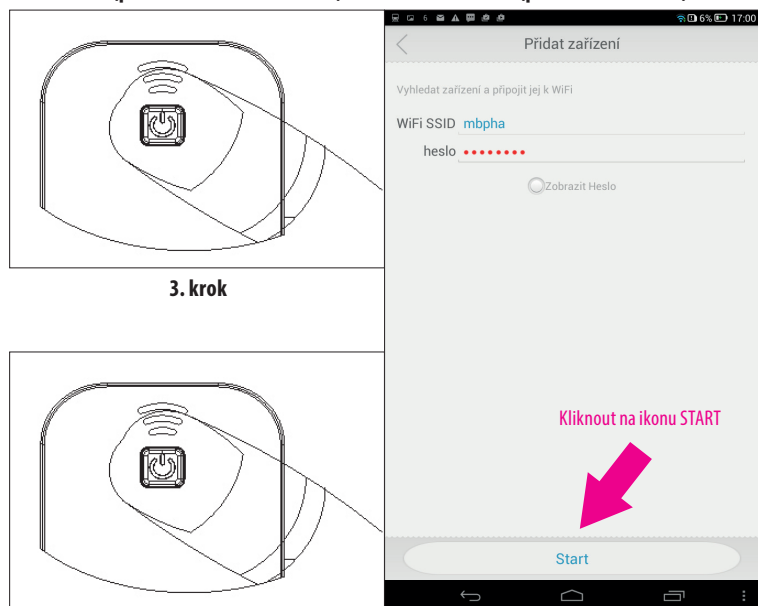 3. krok
6
6%
17:00
Přidat zařízení
Vyhledat zařízení a připojit jej k WiFi
WiFi SSID mbpha
heslo ••••••••
Zobrazit Heslo
Kliknout na ikonu START
Start